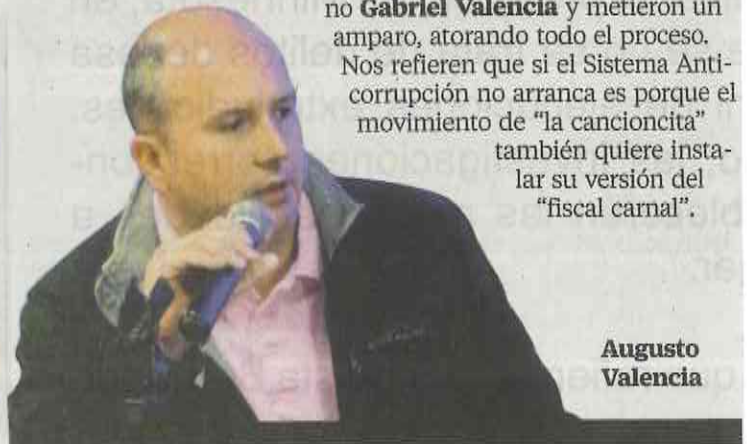 no Gabriel Valencia y metieron un
amparo, atorando todo el proceso.
Nos refieren que si el Sistema Anti-
corrupción no arranca es porque el
movimiento de “la cancioncita”
también quiere insta-
lar su versión del
“fiscal carnal”.
Augusto
Valencia